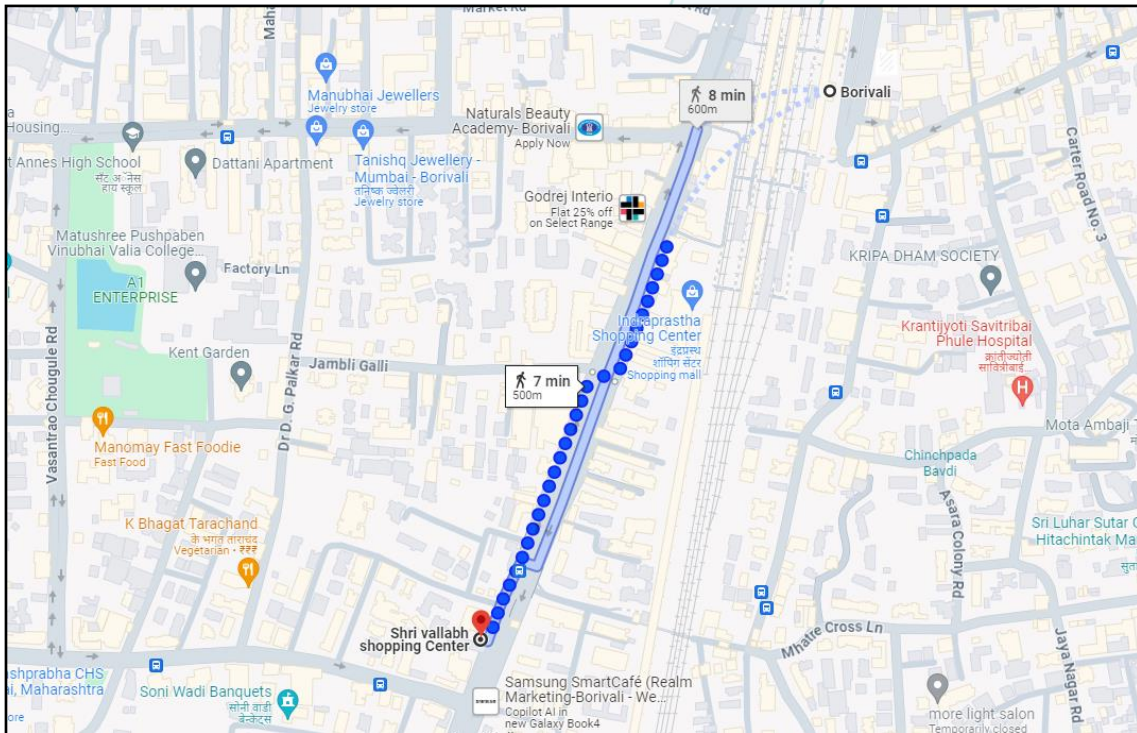 Market Rd
Manubhai Jewellers
Jewelry store
Naturals Beauty
Academy- Borivali
Apply Now
8 min
600m
Borivali
Housing...
t Annes High School
Dattani Apartment
Tanishq Jewellery -
Mumbai - Borivali
तनिष्क ज्वेलरी
Jewelry store
Godrej Interio
Flat 25% off
on Select Range
Carter Road No. 3
Matushree Pushpaben
Vinubhai Valia College...
Factory Ln
A1
ENTERPRISE
KRIPA DHAM SOCIETY
Indraprastha
Shopping Center
इंद्रप्रस्थ
शॉपिंग सेंटर
Shopping mall
Krantijyoti Savitribai
Phule Hospital
क्रांतीज्योती
सावित्रीबाई
H
Vasantrao Chougule Rd
Kent Garden
Jambli Galli
Dr D. G. Palkar Rd
7 min
500m
Manomay Fast Foodie
Fast Food
Mota Ambaji
Chinchpada
Bavdi
K Bhagat Tarachand
के भगत ताराचंद
Vegetarian · ₹₹₹
Asara Colony Rd
Sri Luhar Sutar
Hitachintak Ma
Shri vallabh
shopping Center
Mhatre Cross Ln
Jaya Nagar Rd
ashprabha CHS
ai, Maharashtra
Soni Wadi Banquets
सोनी वाडी
बॅन्क्वेट्स
Samsung SmartCafé (Realm
Marketing-Borivali - We...
Copilot AI in
new Galaxy Book4
more light salon
Temporarily closed